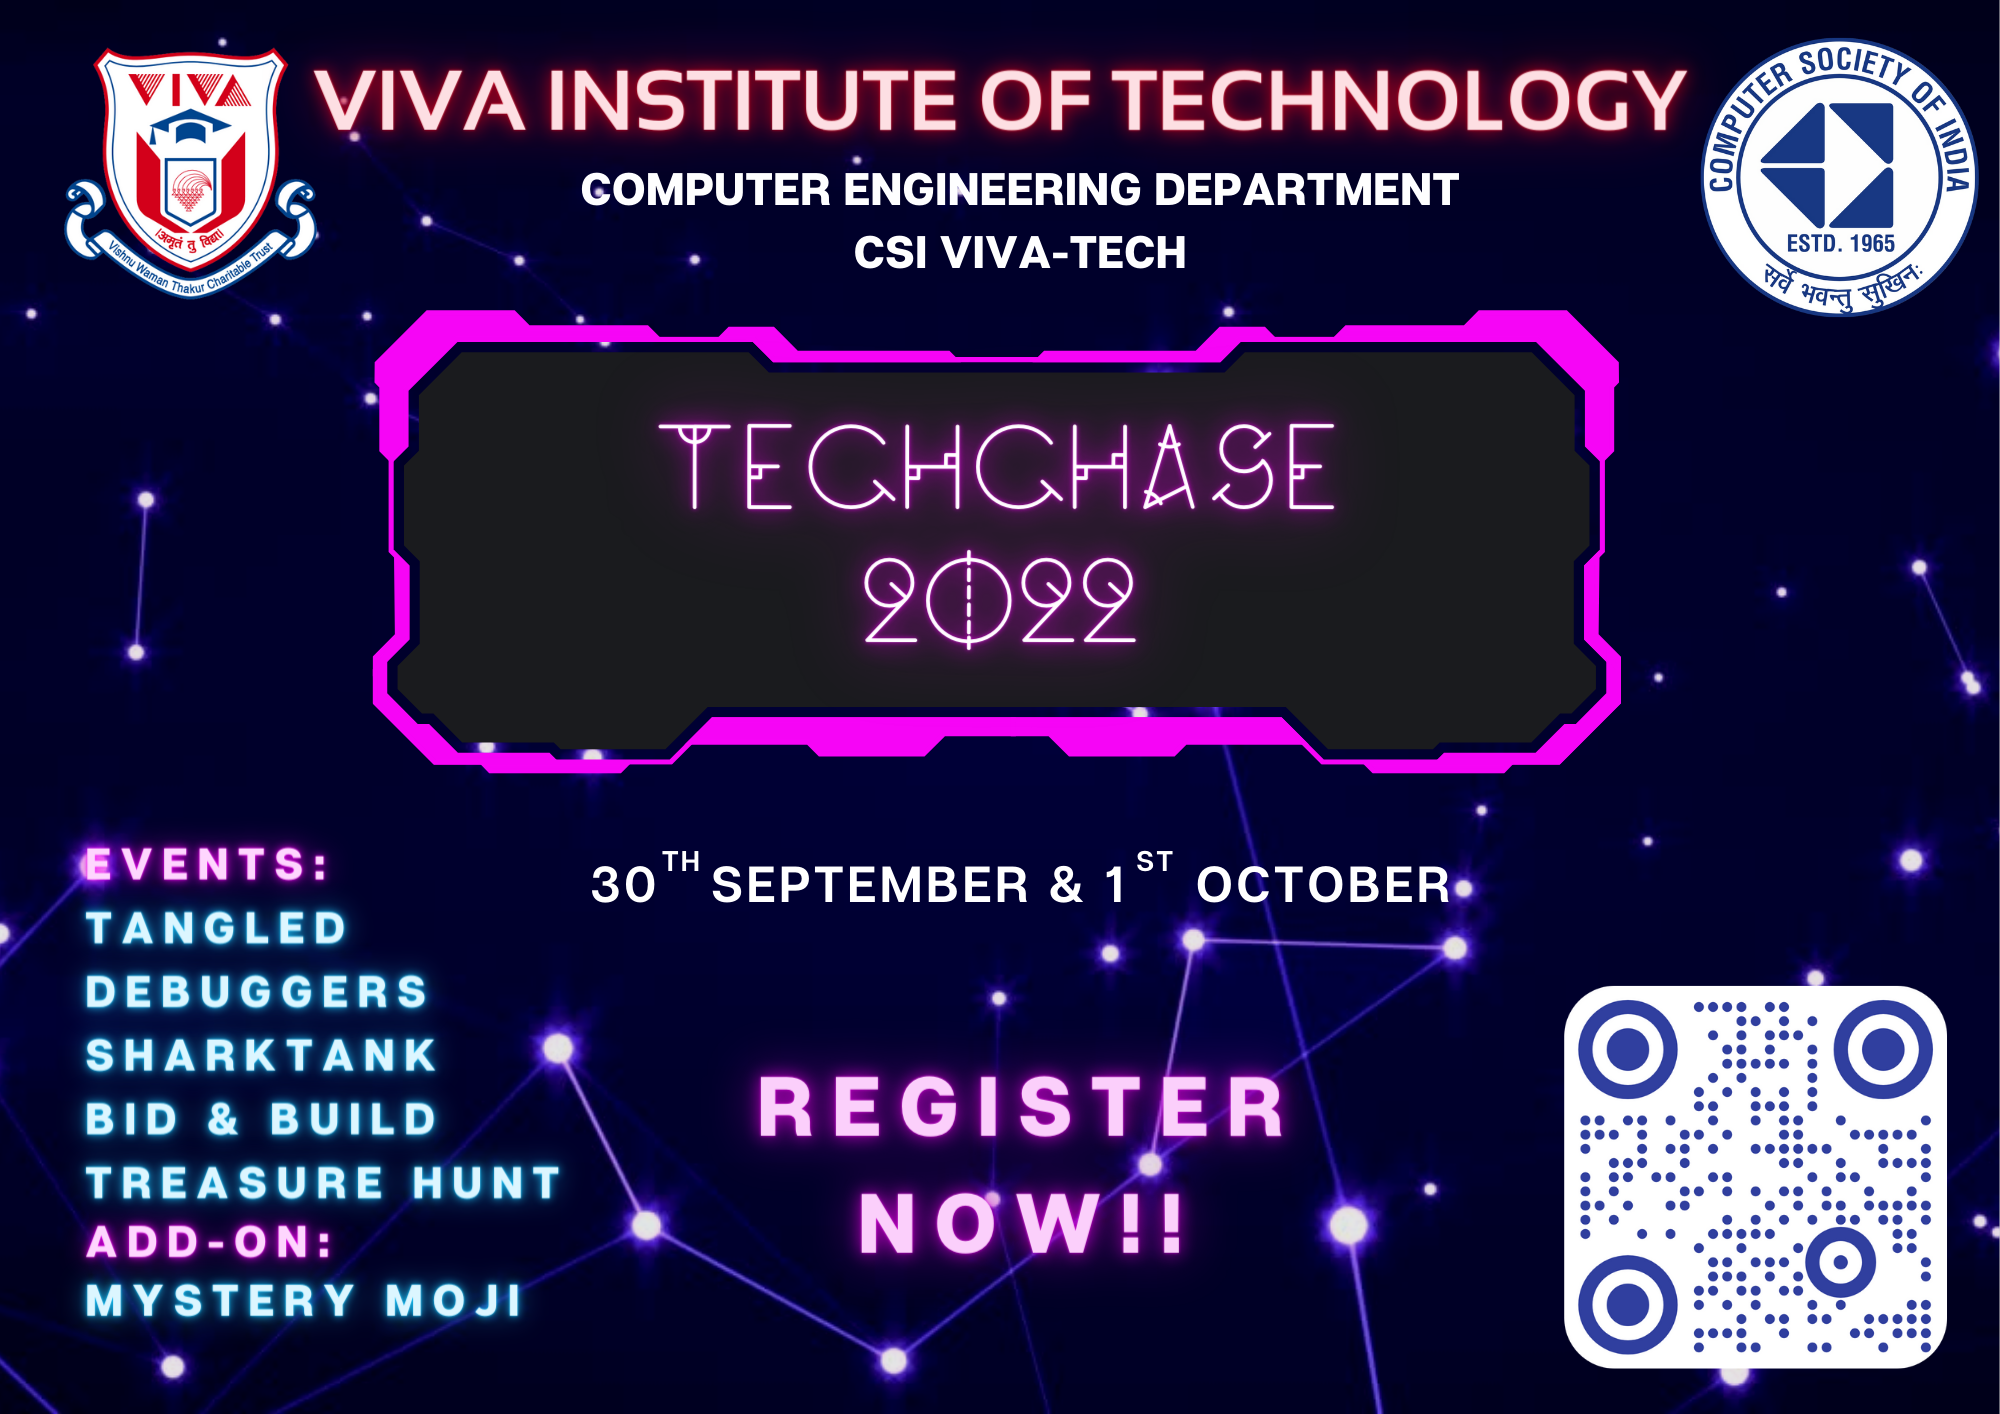 VIVA
।अमृतं तु विद्या।
Vishnu Waman Thakur Charitable Trust
VIVA INSTITUTE OF TECHNOLOGY
COMPUTER ENGINEERING DEPARTMENT
CSI VIVA-TECH
COMPUTER SOCIETY OF INDIA
ESTD. 1965
सर्वे भवन्तु सुखिनः
TECHCHASE
2022
30TH SEPTEMBER & 1ST OCTOBER
EVENTS:
TANGLED
DEBUGGERS
SHARKTANK
BID & BUILD
TREASURE HUNT
ADD-ON:
MYSTERY MOJI
REGISTER
NOW!!